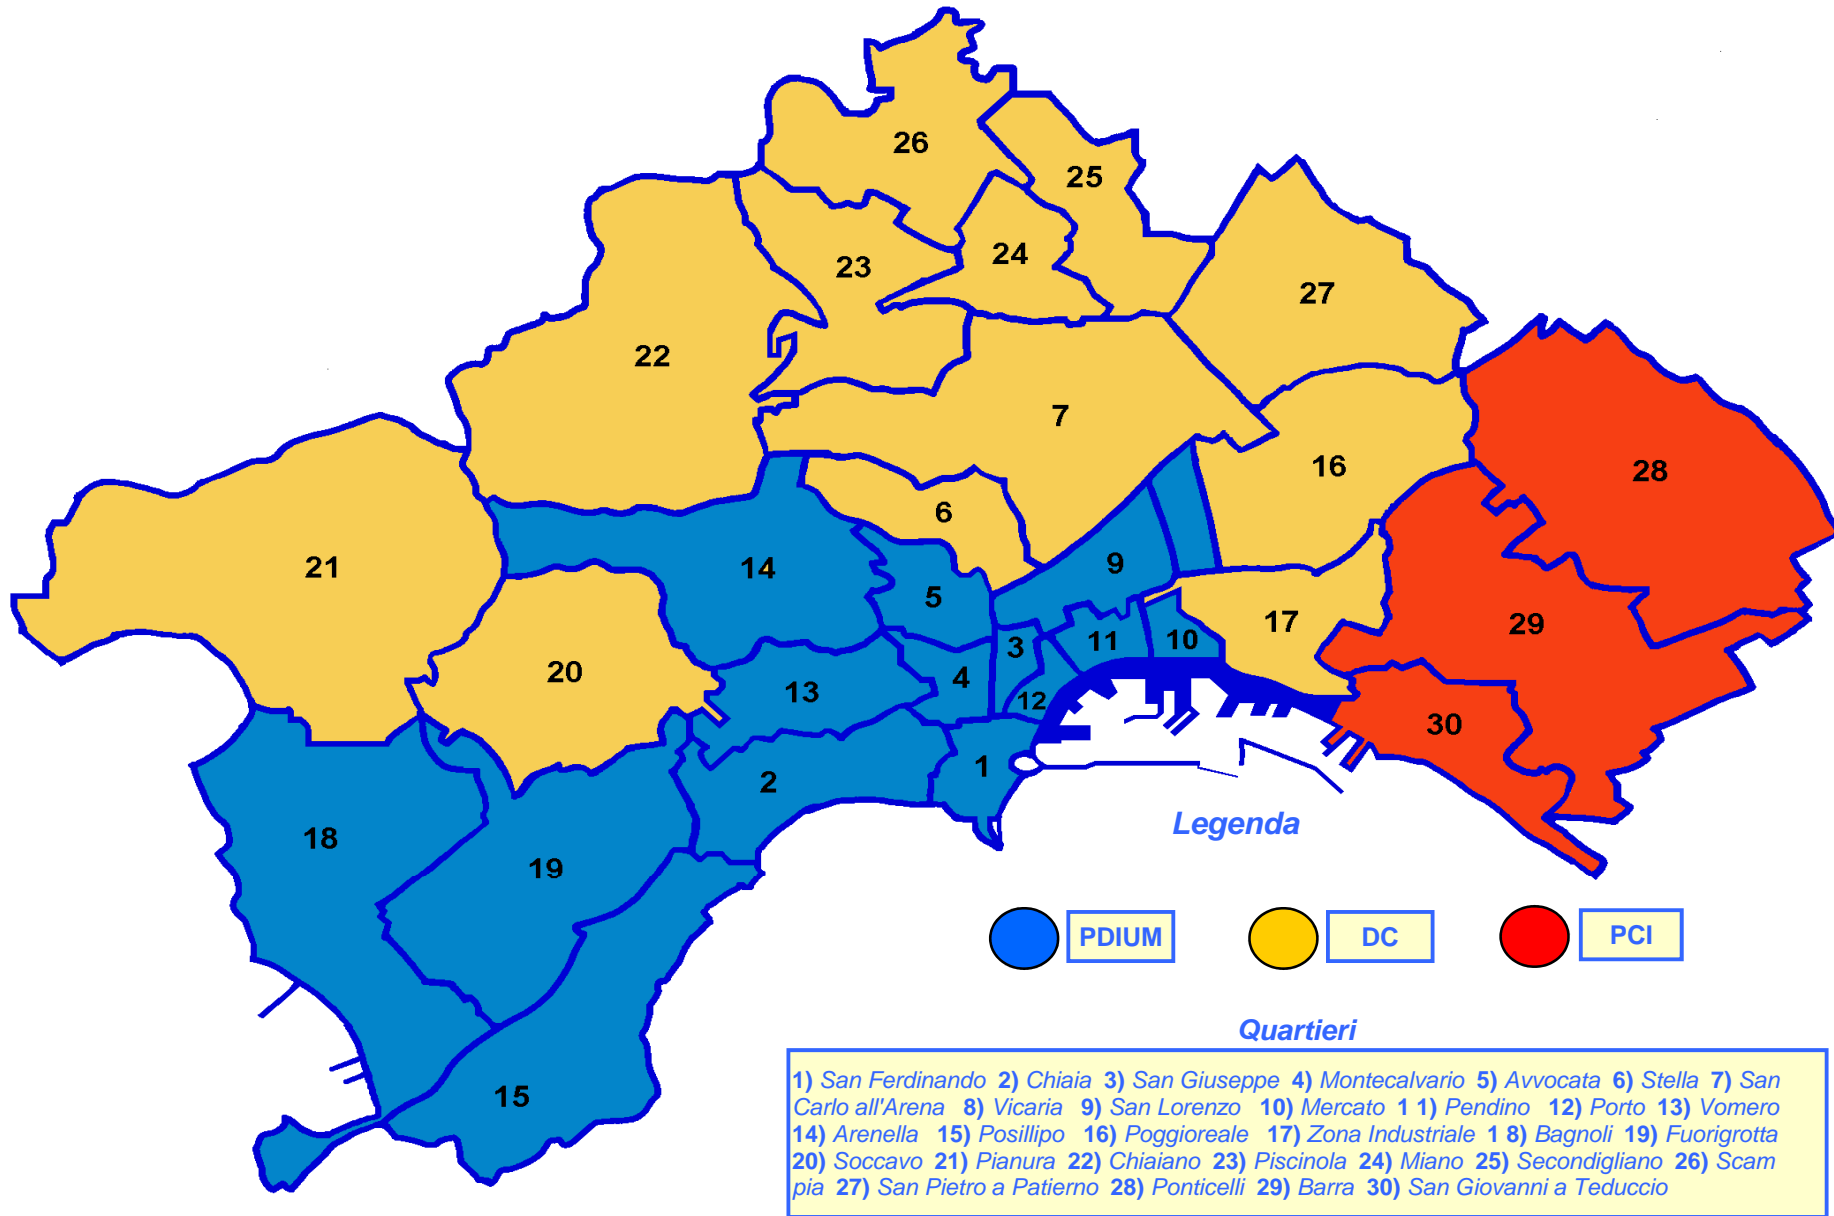 26
25
24
23
27
22
7
16
28
6
21
14
9
5
29
17
3
11
10
20
4
13
12
30
1
2
18
19
15
Legenda
PDIUM
DC
PCI
Quartieri
1) San Ferdinando 2) Chiaia 3) San Giuseppe 4) Montecalvario 5) Avvocata 6) Stella 7) San
Carlo all'Arena 8) Vicaria 9) San Lorenzo 10) Mercato 1 1) Pendino 12) Porto 13) Vomero
14) Arenella 15) Posillipo 16) Poggioreale 17) Zona Industriale 1 8) Bagnoli 19) Fuorigrotta
20) Soccavo 21) Pianura 22) Chiaiano 23) Piscinola 24) Miano 25) Secondigliano 26) Scam
pia 27) San Pietro a Patierno 28) Ponticelli 29) Barra 30) San Giovanni a Teduccio